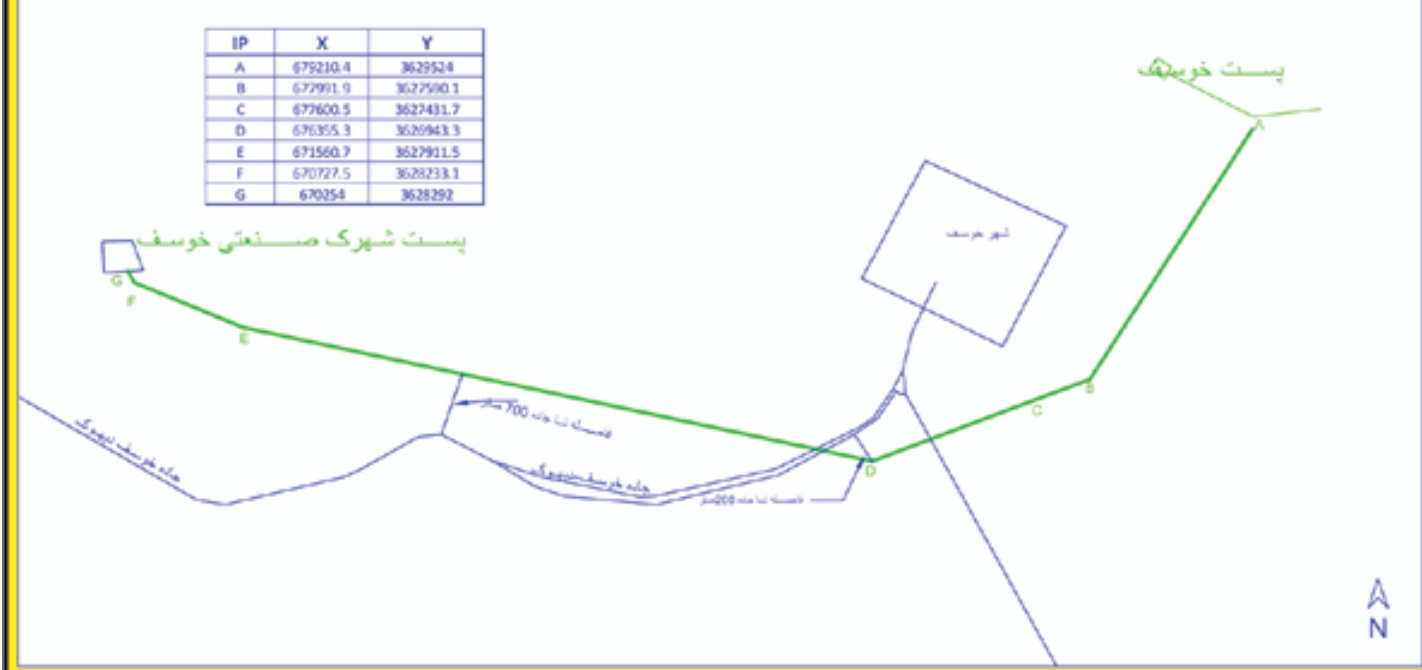 IP X Y
A 679210.4 3629524
B 677991.9 3627590.1
C 677600.5 3627431.7
D 676355.3 3626943.3
E 671560.7 3627911.5
F 670727.5 3628233.1
G 670254 3628292
پست خوسف
A
شهر خوسف
پست شهرک صنعتی خوسف
G
F
E
B
C
فاصله تا جاده 700 متر
جاده خوسف
جاده خوسف
D
فاصله تا جاده 200 متر
N